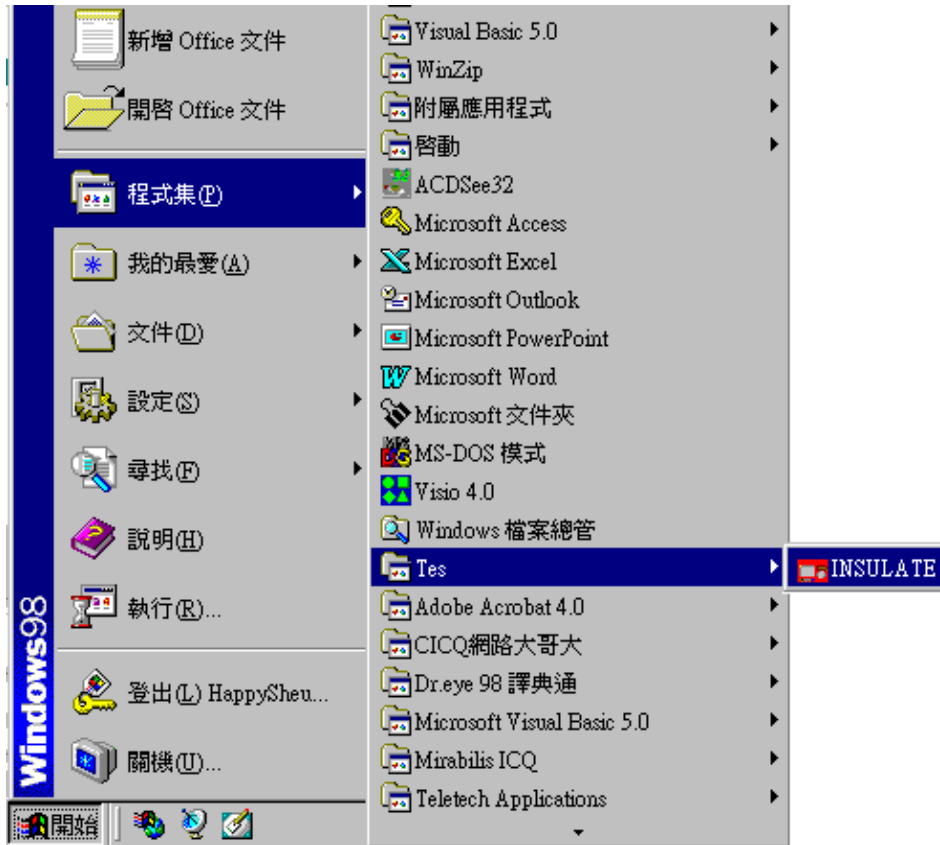 新增 Office 文件
開啓 Office 文件
程式集(P)
我的最愛(A)
文件(D)
設定(S)
尋找(F)
說明(H)
執行(R)...
登出(L) HappySheu...
關機(U)...
Windows98
開始
Visual Basic 5.0
WinZip
附屬應用程式
啓動
ACDSee32
Microsoft Access
Microsoft Excel
Microsoft Outlook
Microsoft PowerPoint
Microsoft Word
Microsoft 文件夾
MS-DOS 模式
Visio 4.0
Windows 檔案總管
Tes
Adobe Acrobat 4.0
CICQ網路大哥大
Dr.eye 98 譯典通
Microsoft Visual Basic 5.0
Mirabilis ICQ
Teletech Applications
INSULATE